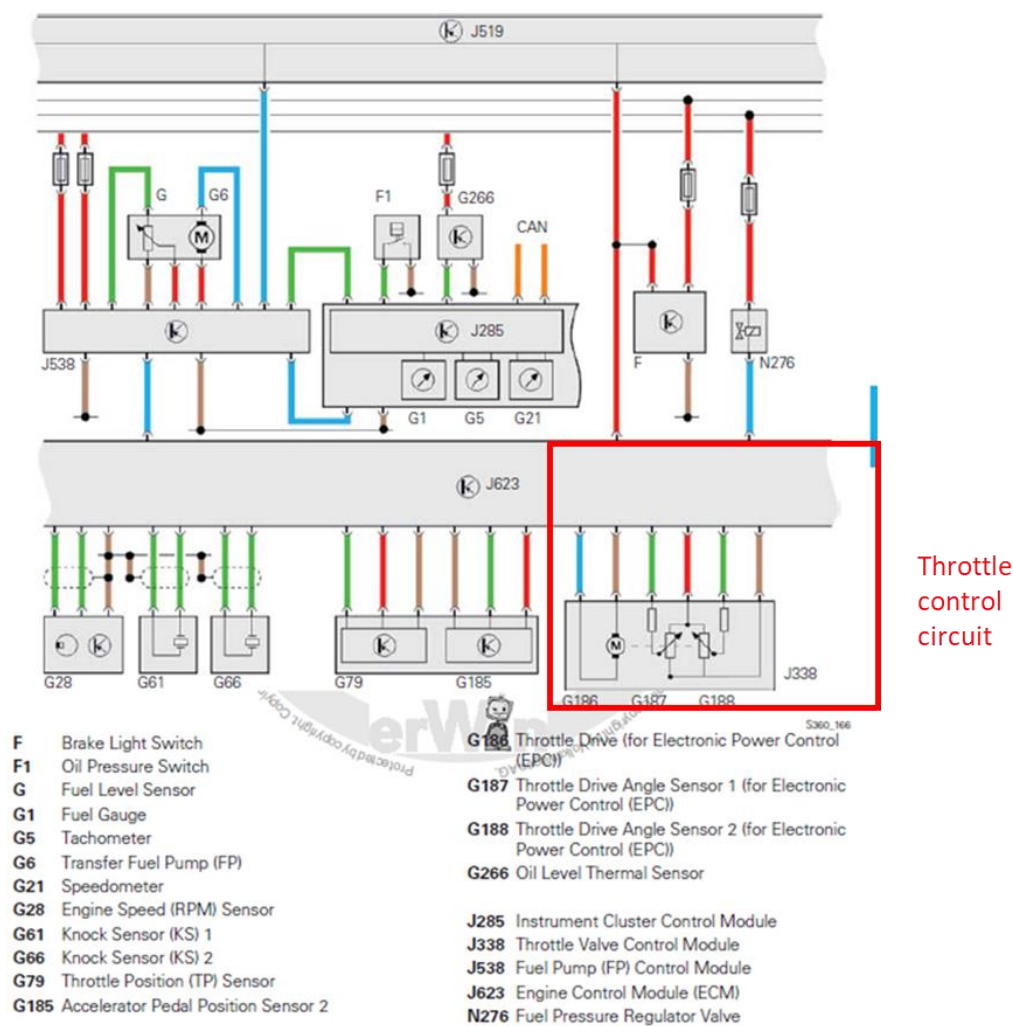 J519
G
G6
F1
G266
CAN
J285
J538
F
N276
G1
G5
G21
J623
Throttle
control
circuit
M
M
G28
G61
G66
G79
G185
G186
G187
G188
J338
S360_166
erWin
Protected by copyright. Copyright
F Brake Light Switch
F1 Oil Pressure Switch
G Fuel Level Sensor
G1 Fuel Gauge
G5 Tachometer
G6 Transfer Fuel Pump (FP)
G21 Speedometer
G28 Engine Speed (RPM) Sensor
G61 Knock Sensor (KS) 1
G66 Knock Sensor (KS) 2
G79 Throttle Position (TP) Sensor
G185 Accelerator Pedal Position Sensor 2
G186 Throttle Drive (for Electronic Power Control
(EPC))
G187 Throttle Drive Angle Sensor 1 (for Electronic
Power Control (EPC))
G188 Throttle Drive Angle Sensor 2 (for Electronic
Power Control (EPC))
G266 Oil Level Thermal Sensor
J285 Instrument Cluster Control Module
J338 Throttle Valve Control Module
J538 Fuel Pump (FP) Control Module
J623 Engine Control Module (ECM)
N276 Fuel Pressure Regulator Valve